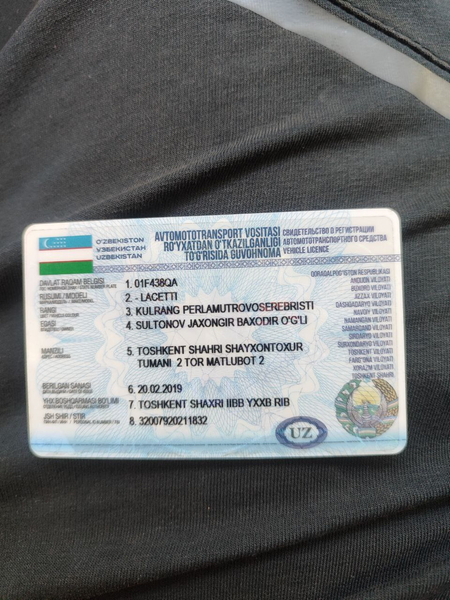 O'ZBEKISTON
УЗБЕКИСТАН
UZBEKISTAN
AVTOMOTOTRANSPORT VOSITASI
RO'YXATDAN O'TKAZILGANLIGI
TO'G'RISIDA GUVOHNOMA
СВИДЕТЕЛЬСТВО О РЕГИСТРАЦИИ
АВТОМОТОТРАНСПОРТНОГО СРЕДСТВА
VEHICLE LICENCE
DAVLAT RAQAM BELGISI
1. 01F438QA
RUSUMI / MODELI
2. - LACETTI
RANGI
3. KULRANG PERLAMUTROVOSEREBRISTI
EGASI
4. SULTONOV JAXONGIR BAXODIR O'G'LI
MANZILI
5. TOSHKENT SHAHRI SHAYXONTOXUR
TUMANI 2 TOR MATLUBOT 2
BERILGAN SANASI
6. 20.02.2019
YHX BOSHQARMASI BO'LIMI
7. TOSHKENT SHAXRI IIBB YXXB RIB
JSH SHIR / STIR
8. 32007920211832
QORAQALPOG'ISTON RESPUBLIKASI
ANDIJON VILOYATI
BUXORO VILOYATI
JIZZAX VILOYATI
QASHQADARYO VILOYATI
NAVOIY VILOYATI
NAMANGAN VILOYATI
SAMARQAND VILOYATI
SIRDARYO VILOYATI
SURXONDARYO VILOYATI
TOSHKENT VILOYATI
FARG'ONA VILOYATI
XORAZM VILOYATI
TOSHKENT SHAHRI
UZ